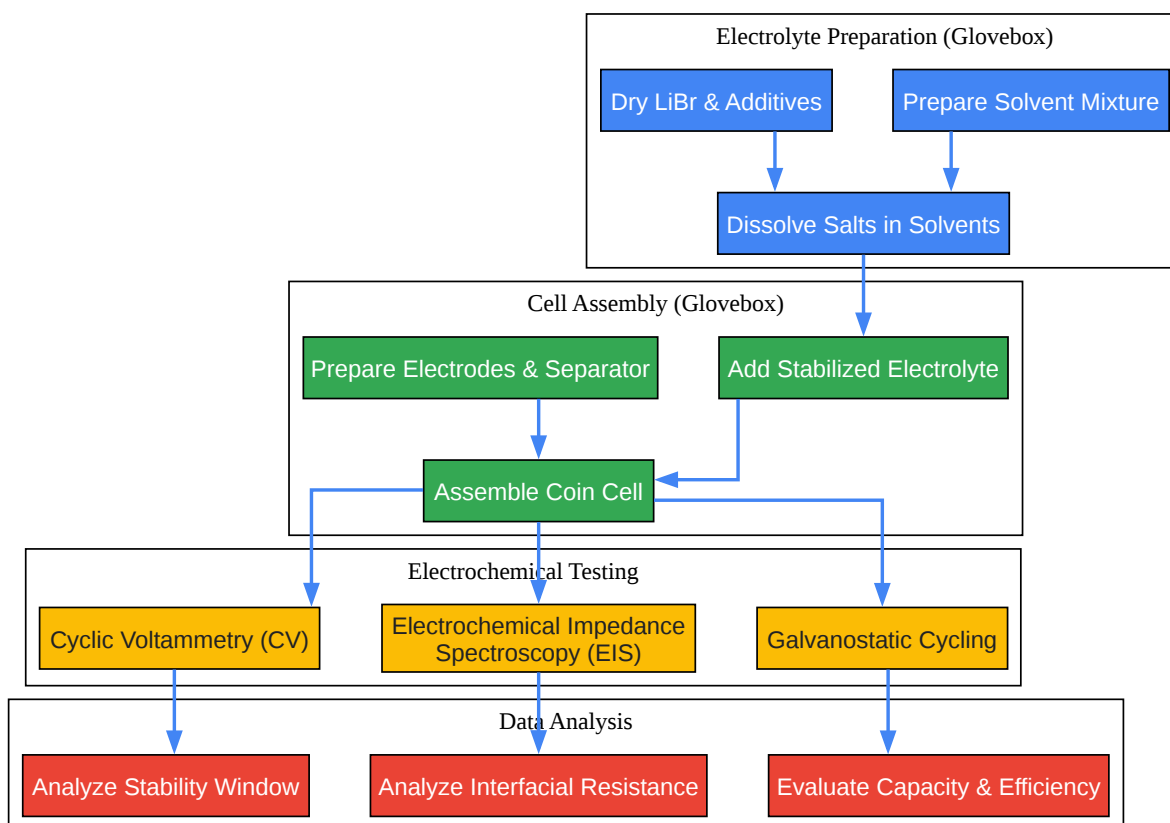 Electrolyte Preparation (Glovebox)
Dry LiBr & Additives
Prepare Solvent Mixture
Dissolve Salts in Solvents
Cell Assembly (Glovebox)
Prepare Electrodes & Separator
Add Stabilized Electrolyte
Assemble Coin Cell
Electrochemical Testing
Cyclic Voltammetry (CV)
Electrochemical Impedance
Spectroscopy (EIS)
Galvanostatic Cycling
Data Analysis
Analyze Stability Window
Analyze Interfacial Resistance
Evaluate Capacity & Efficiency